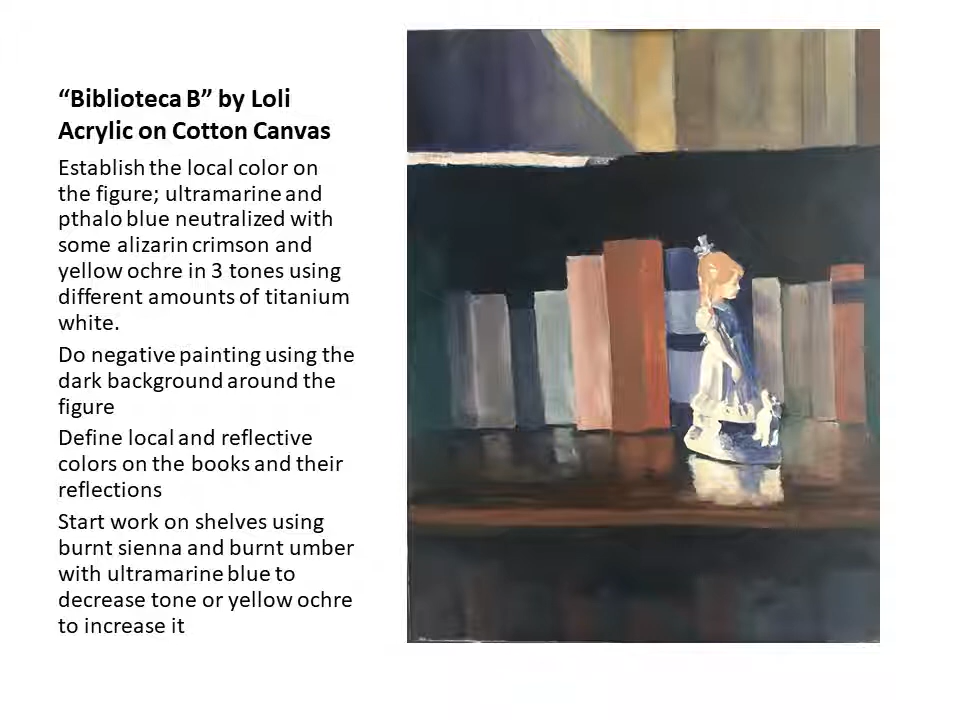 “Biblioteca B” by Loli
Acrylic on Cotton Canvas
Establish the local color on
the figure; ultramarine and
pthalo blue neutralized with
some alizarin crimson and
yellow ochre in 3 tones using
different amounts of titanium
white.
Do negative painting using the
dark background around the
figure
Define local and reflective
colors on the books and their
reflections
Start work on shelves using
burnt sienna and burnt umber
with ultramarine blue to
decrease tone or yellow ochre
to increase it